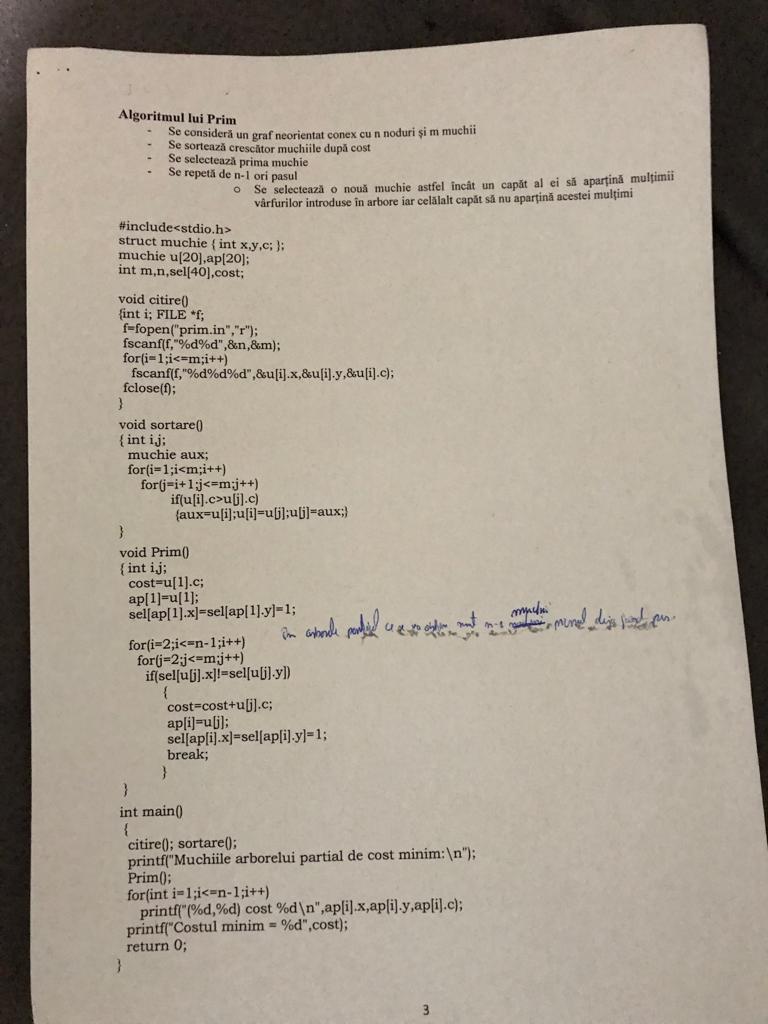 Algoritmul lui Prim
- Se consideră un graf neorientat conex cu n noduri și m muchii
- Se sortează crescător muchiile după cost
- Se selectează prima muchie
- Se repetă de n-1 ori pasul
o Se selectează o nouă muchie astfel încât un capăt al ei să aparțină mulțimii
vârfurilor introduse în arbore iar celălalt capăt să nu aparțină acestei mulțimi
#include<stdio.h>
struct muchie { int x,y,c; };
muchie u[20],ap[20];
int m,n,sel[40],cost;
void citire()
{int i; FILE *f;
f=fopen("prim.in","r");
fscanf(f,"%d%d",&n,&m);
for(i=1;i<=m;i++)
fscanf(f,"%d%d%d",&u[i].x,&u[i].y,&u[i].c);
fclose(f);
}
void sortare()
{ int i,j;
muchie aux;
for(i=1;i<m;i++)
for(j=i+1;j<=m;j++)
if(u[i].c>u[j].c)
{aux=u[i];u[i]=u[j];u[j]=aux;}
}
void Prim()
{ int i,j;
cost=u[1].c;
ap[1]=u[1];
sel[ap[1].x]=sel[ap[1].y]=1;
muchii
în arborele parțial ce se va obține sunt n-1
for(i=2;i<=n-1;i++)
for(j=2;j<=m;j++)
if(sel[u[j].x]!=sel[u[j].y])
{
cost=cost+u[j].c;
ap[i]=u[j];
sel[ap[i].x]=sel[ap[i].y]=1;
break;
}
}
int main()
{
citire(); sortare();
printf("Muchiile arborelui partial de cost minim:\n");
Prim();
for(int i=1;i<=n-1;i++)
printf("(%d,%d) cost %d\n",ap[i].x,ap[i].y,ap[i].c);
printf("Costul minim = %d",cost);
return 0;
}
3